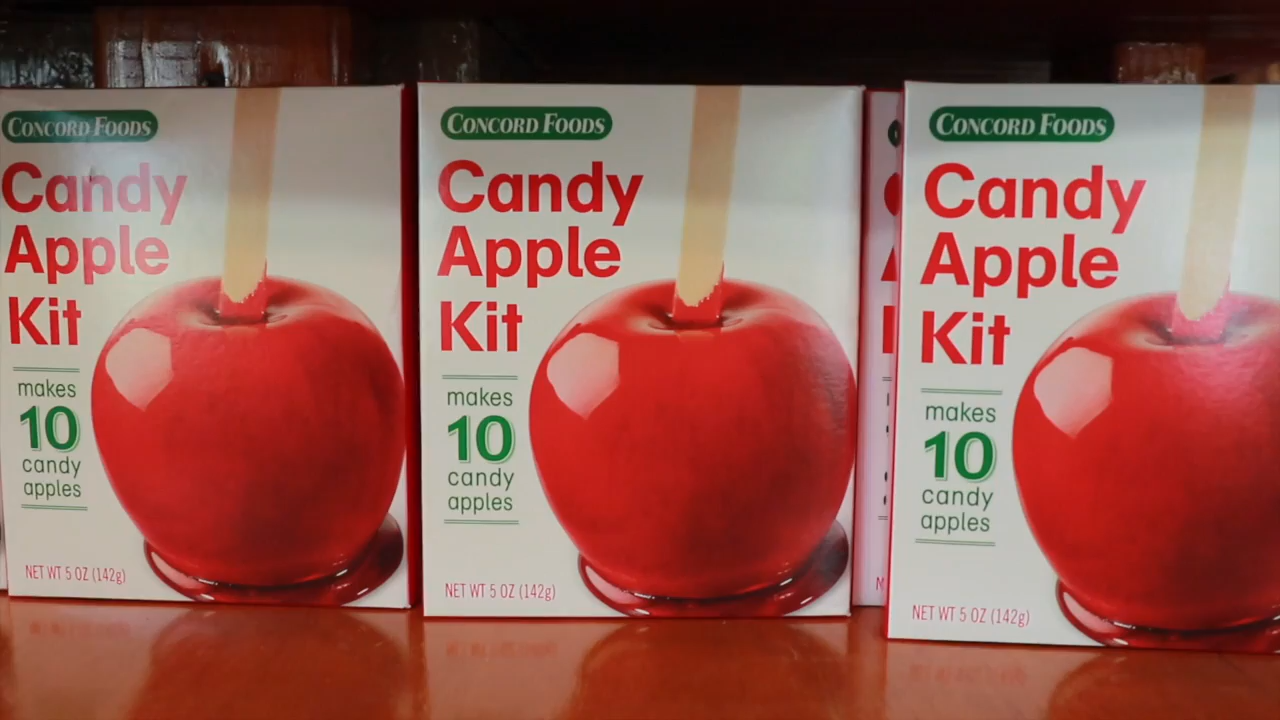 CONCORD FOODS
Candy
Apple
Kit
makes
10
candy
apples
NET WT 5 OZ (142g)
CONCORD FOODS
Candy
Apple
Kit
makes
10
candy
apples
NET WT 5 OZ (142g)
CONCORD FOODS
Candy
Apple
Kit
makes
10
candy
apples
NET WT 5 OZ (142g)